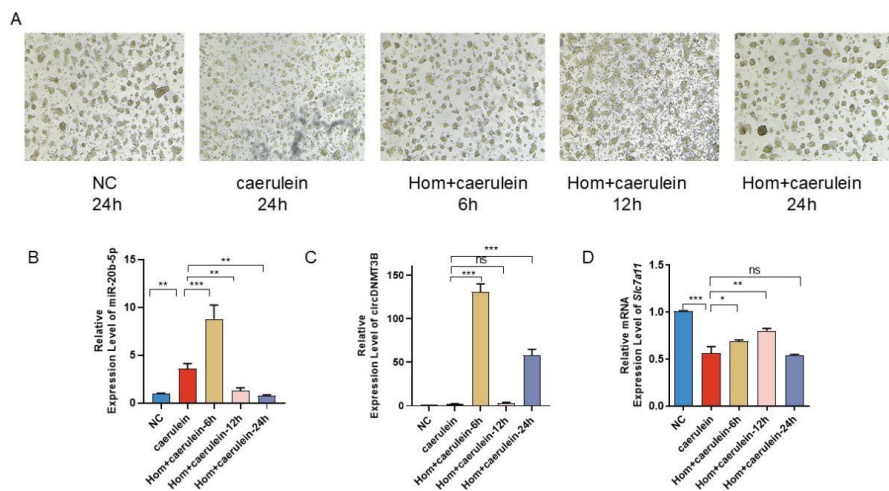 A
NC
24h
caerulein
24h
Hom+caerulein
6h
Hom+caerulein
12h
Hom+caerulein
24h
B
Relative
Expression Level of miR-20b-5p
15
10
5
0
**
***
**
**
NC
caerulein
Hom+caerulein-6h
Hom+caerulein-12h
Hom+caerulein-24h
C
Relative
Expression Level of circDNMT3B
150
100
50
0
***
ns
***
NC
caerulein
Hom+caerulein-6h
Hom+caerulein-12h
Hom+caerulein-24h
D
Relative mRNA
Expression Level of Slc7a11
1.5
1.0
0.5
0.0
***
*
**
ns
NC
caerulein
Hom+caerulein-6h
Hom+caerulein-12h
Hom+caerulein-24h